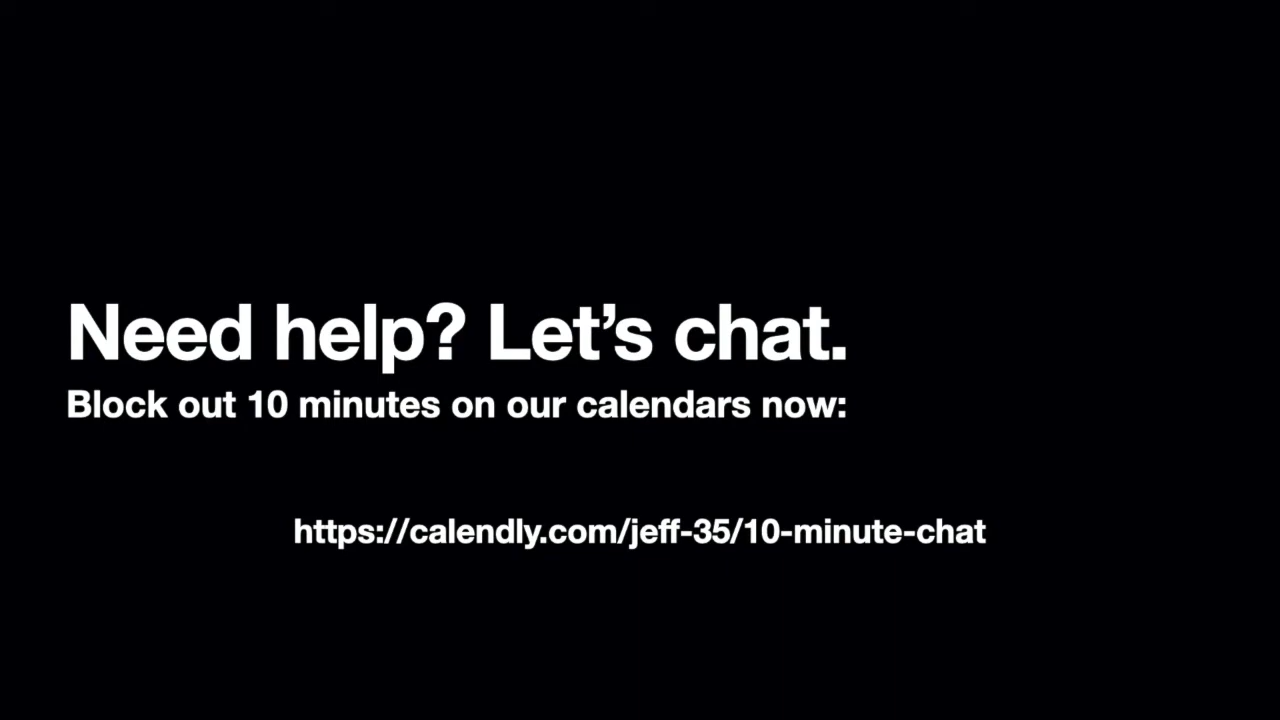 Need help? Let’s chat.
Block out 10 minutes on our calendars now:
https://calendly.com/jeff-35/10-minute-chat